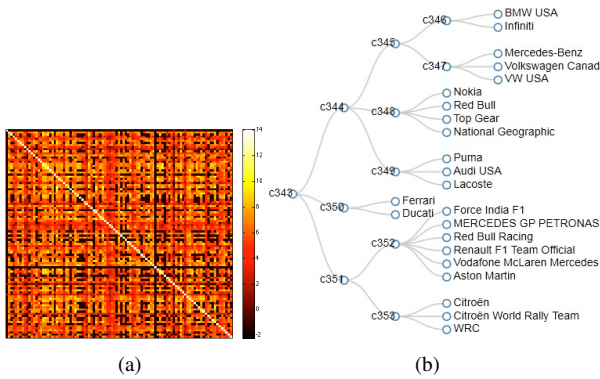 14
12
10
8
6
4
2
0
-2
(a)
c343
c344
c345
c346
BMW USA
Infiniti
c347
Mercedes-Benz
Volkswagen Canad
VW USA
c348
Nokia
Red Bull
Top Gear
National Geographic
c349
Puma
Audi USA
Lacoste
c350
Ferrari
Ducati
c351
c352
Force India F1
MERCEDES GP PETRONAS
Red Bull Racing
Renault F1 Team Official
Vodafone McLaren Mercedes
Aston Martin
c353
Citroën
Citroën World Rally Team
WRC
(b)